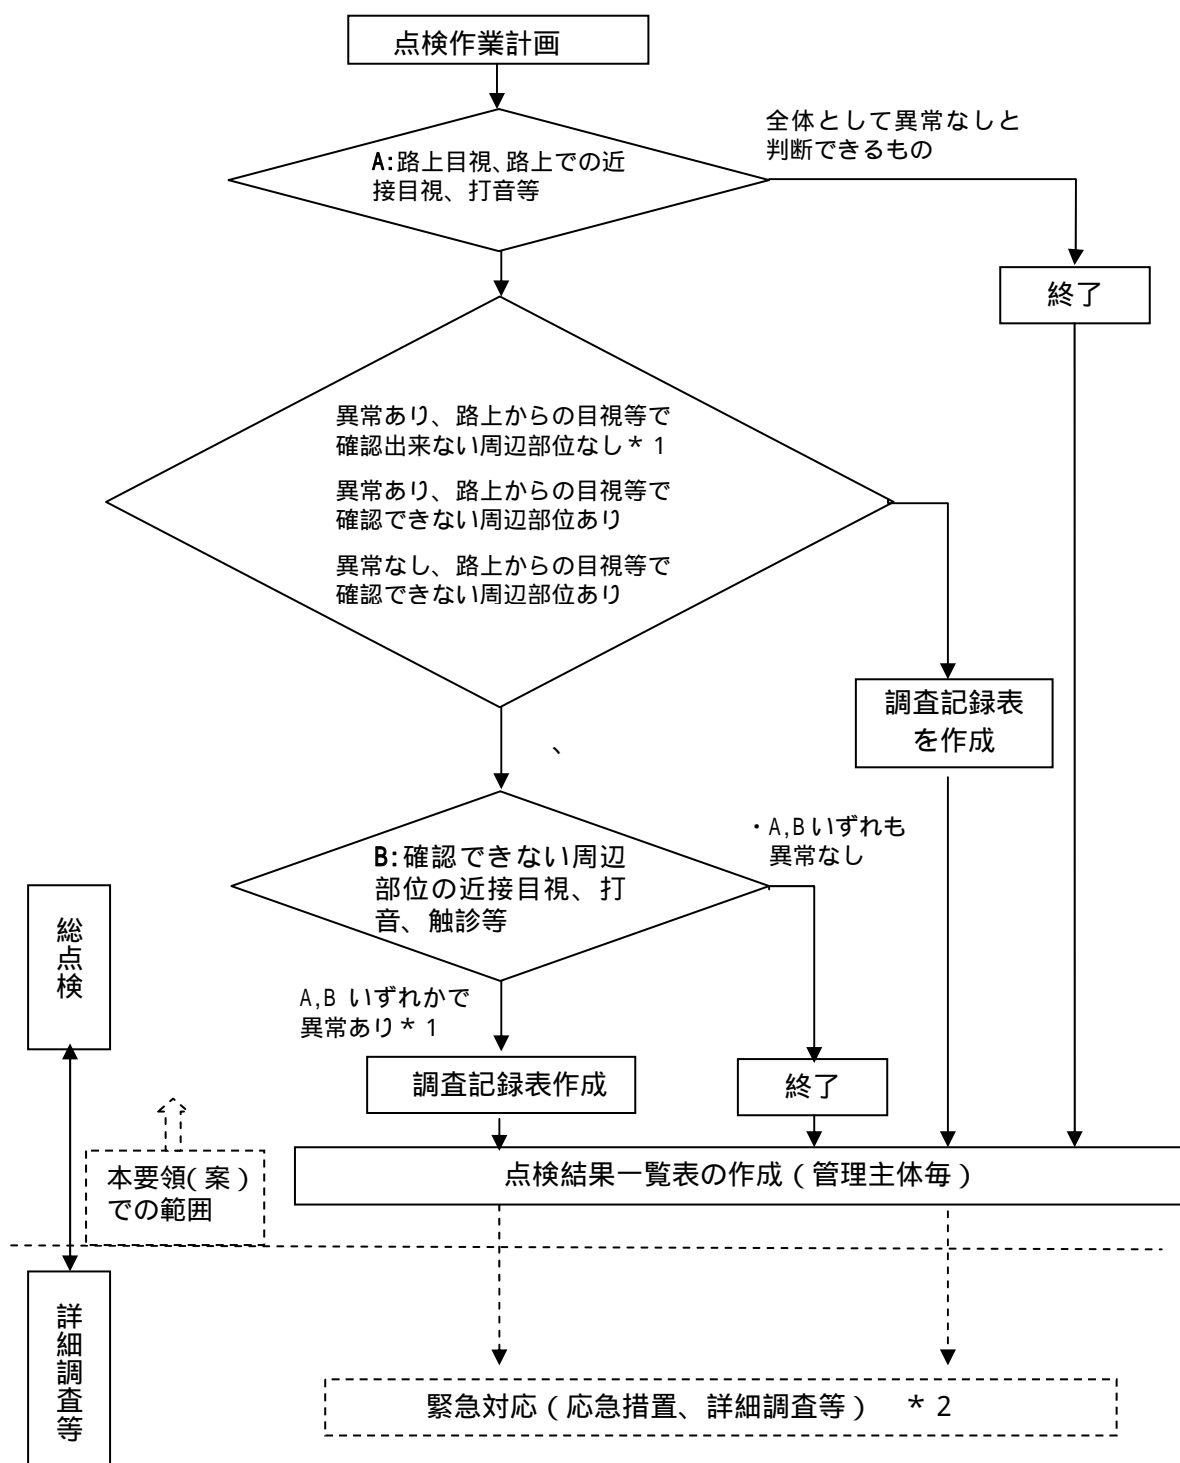 点検作業計画
全体として異常なしと
判断できるもの
A:路上目視、路上での近
接目視、打音等
終了
異常あり、路上からの目視等で
確認出来ない周辺部位なし＊1
異常あり、路上からの目視等で
確認できない周辺部位あり
異常なし、路上からの目視等で
確認できない周辺部位あり
調査記録表
を作成
、
・A,Bいずれも
異常なし
B:確認できない周辺
部位の近接目視、打
音、触診等
総点検
A,B いずれかで
異常あり＊1
調査記録表作成
終了
本要領(案)
での範囲
点検結果一覧表の作成（管理主体毎）
詳細調査等
緊急対応（応急措置、詳細調査等）　＊2